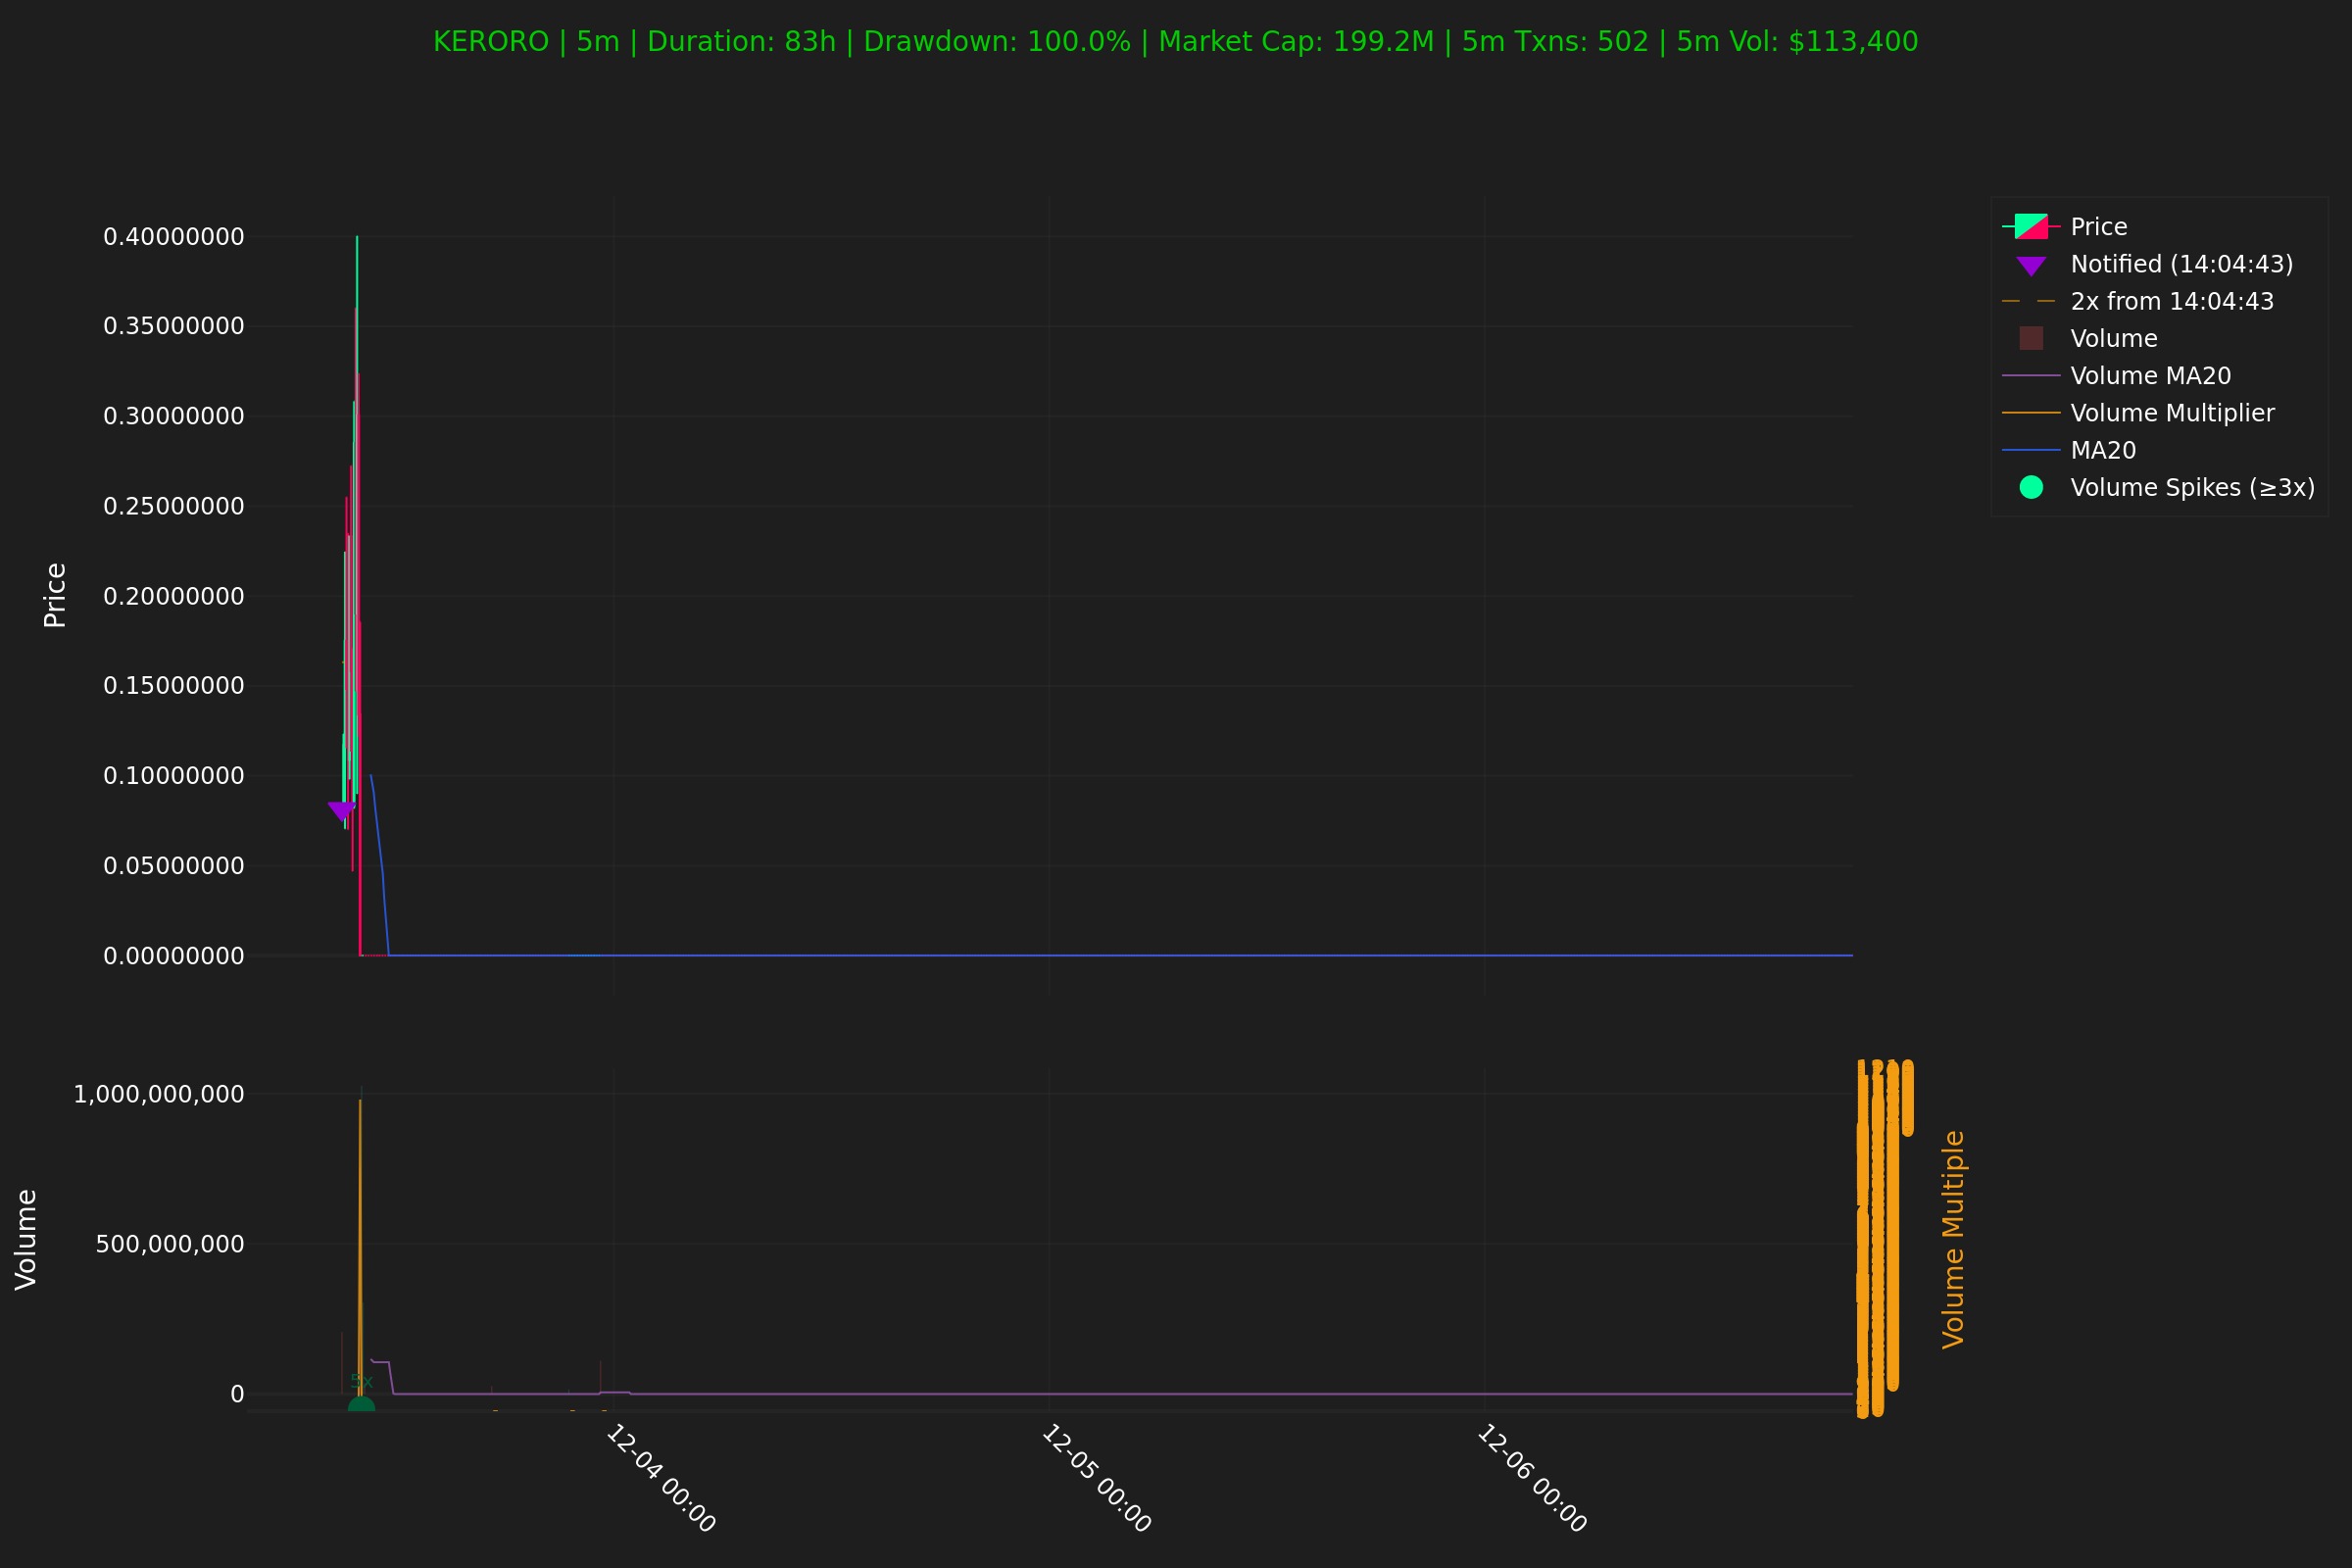 KERORO | 5m | Duration: 83h | Drawdown: 100.0% | Market Cap: 199.2M | 5m Txns: 502 | 5m Vol: $113,400
Price
0.40000000
0.35000000
0.30000000
0.25000000
0.20000000
0.15000000
0.10000000
0.05000000
0.00000000
Price
Notified (14:04:43)
2x from 14:04:43
Volume
Volume MA20
Volume Multiplier
MA20
Volume Spikes (≥3x)
Volume
1,000,000,000
500,000,000
0
5x
Volume Multiple
12-04 00:00
12-05 00:00
12-06 00:00